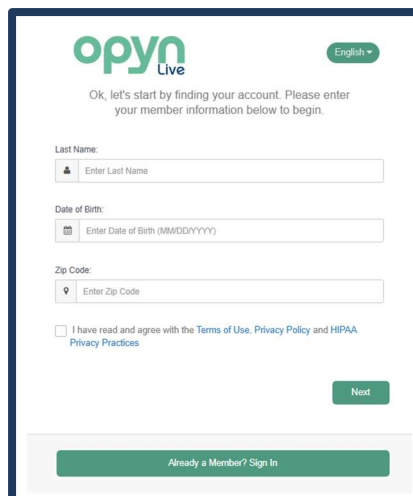 opyn
Live
English
Ok, let's start by finding your account. Please enter
your member information below to begin.
Last Name:
Enter Last Name
Date of Birth:
Enter Date of Birth (MM/DD/YYYY)
Zip Code:
Enter Zip Code
I have read and agree with the Terms of Use, Privacy Policy and HIPAA
Privacy Practices
Next
Already a Member? Sign In